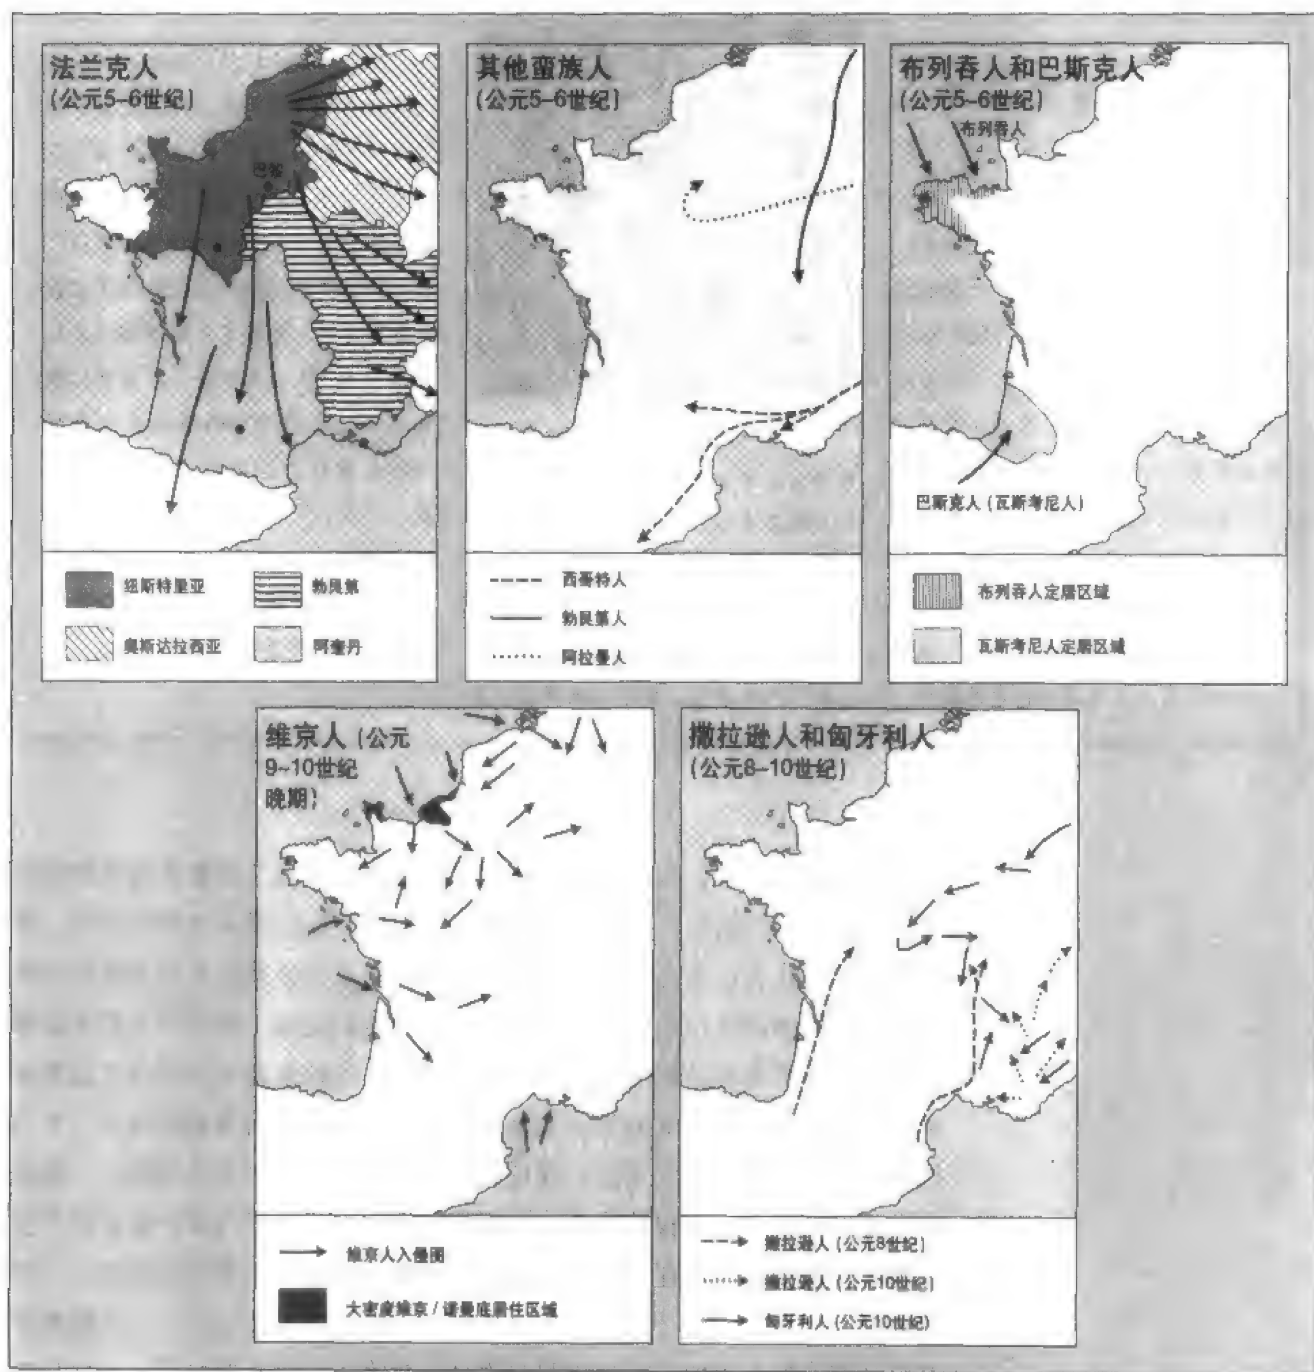 法兰克人
(公元5–6世纪)
巴黎
纽斯特里亚
勃艮第
奥斯达拉西亚
阿奎丹
其他蛮族人
(公元5–6世纪)
西哥特人
勃艮第人
阿拉曼人
布列吞人和巴斯克人
(公元5–6世纪)
布列吞人
巴斯克人 (瓦斯考尼人)
布列吞人定居区域
瓦斯考尼人定居区域
维京人 (公元
9~10世纪
晚期)
维京人入侵图
大密度维京 / 诺曼底居住区域
撒拉逊人和匈牙利人
(公元8–10世纪)
撒拉逊人 (公元8世纪)
撒拉逊人 (公元10世纪)
匈牙利人 (公元10世纪)